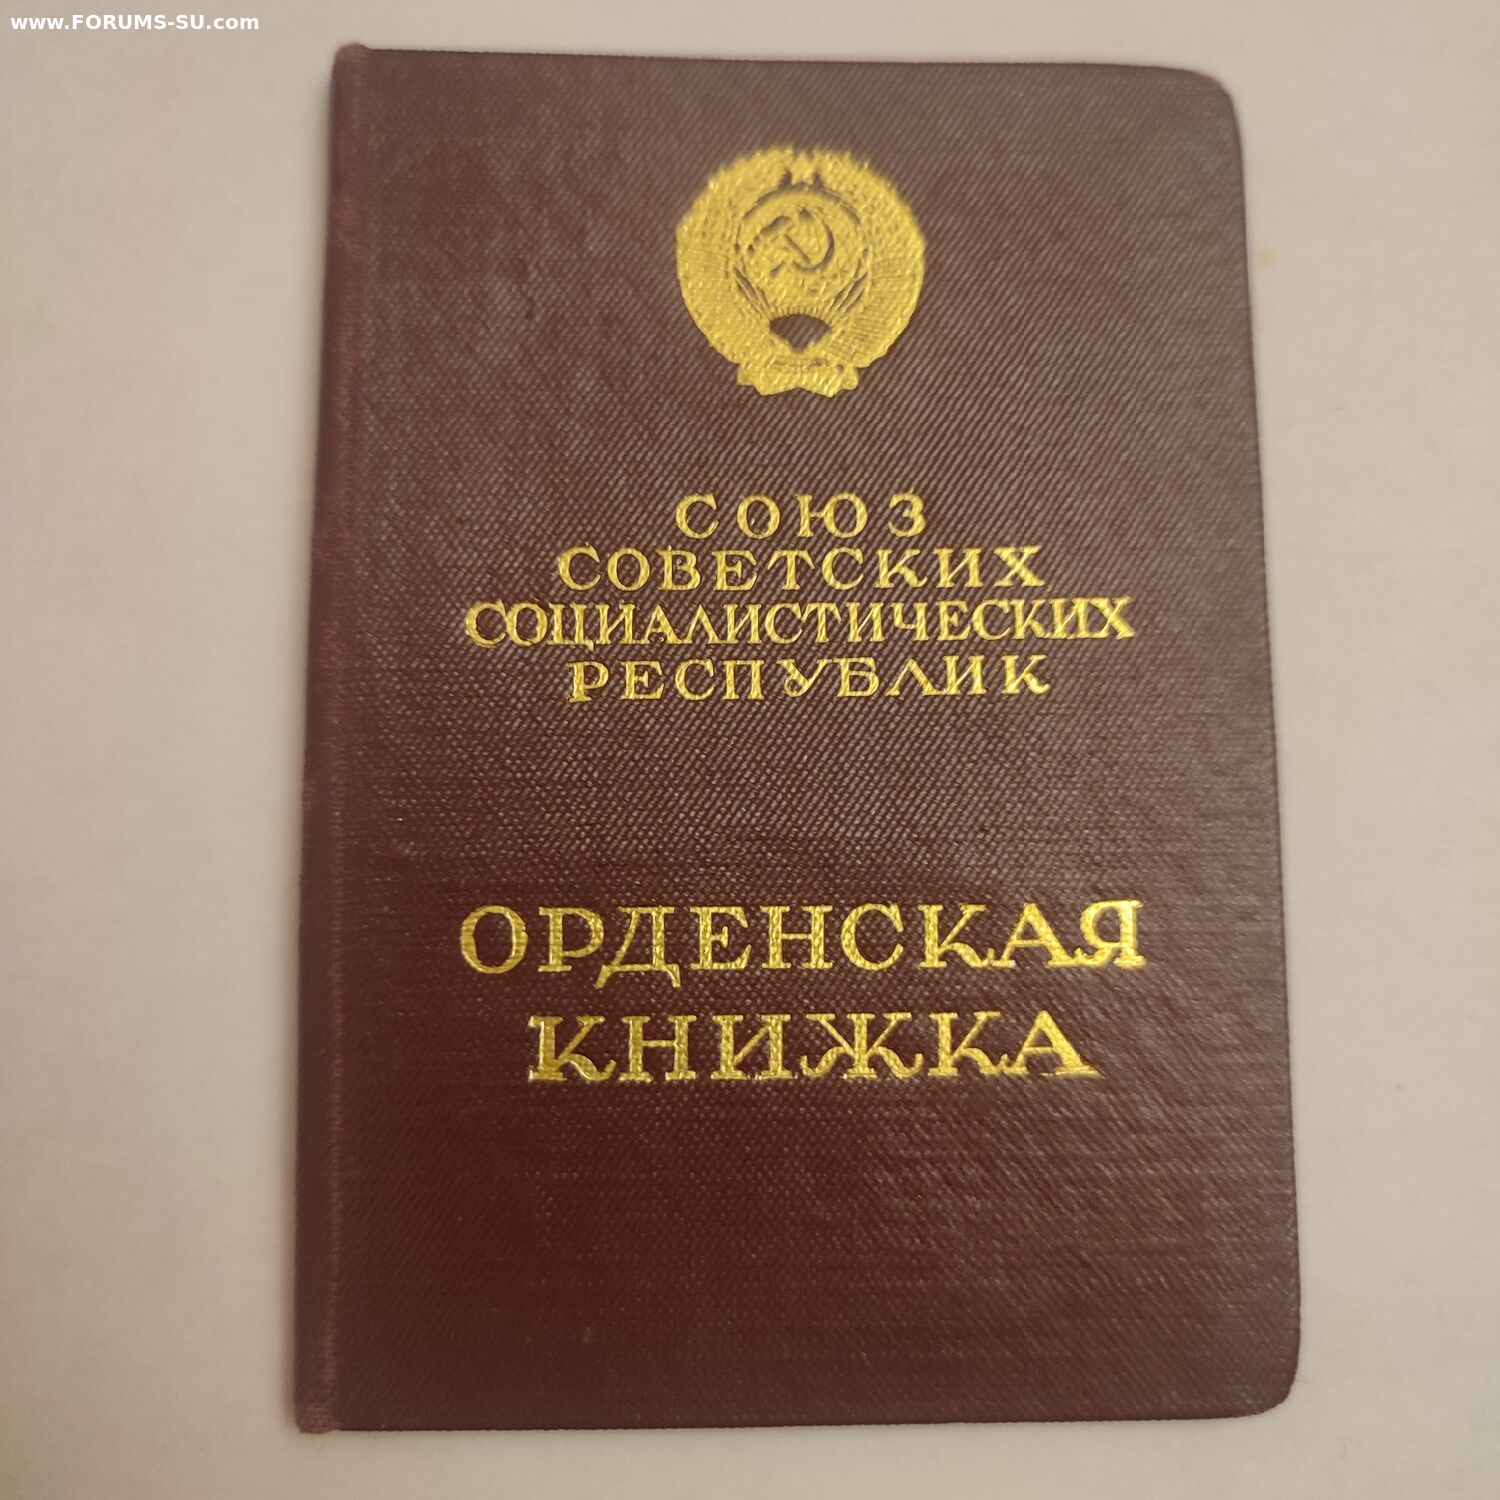 www.FORUMS-SU.com
СОЮЗ
СОВЕТСКИХ
СОЦИАЛИСТИЧЕСКИХ
РЕСПУБЛИК
ОРДЕНСКАЯ
КНИЖКА